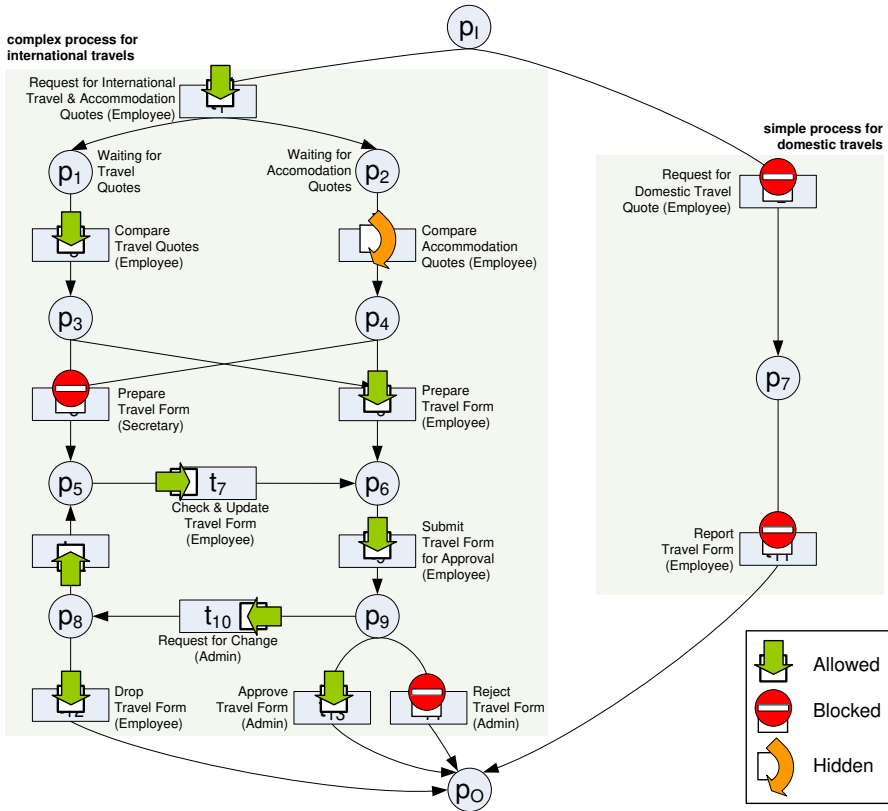 complex process for
international travels
pI
Request for International
Travel & Accommodation
Quotes (Employee)
simple process for
domestic travels
p1
Waiting for
Travel
Quotes
Waiting for
Accomodation
Quotes
p2
Request for
Domestic Travel
Quote (Employee)
Compare
Travel Quotes
(Employee)
Compare
Accommodation
Quotes (Employee)
p3
p4
p7
Prepare
Travel Form
(Secretary)
Prepare
Travel Form
(Employee)
p5
t7
p6
Check & Update
Travel Form
(Employee)
Submit
Travel Form
for Approval
(Employee)
Report
Travel Form
(Employee)
p8
t10
p9
Request for Change
(Admin)
Drop
Travel Form
(Employee)
Approve
Travel Form
(Admin)
Reject
Travel Form
(Admin)
pO
Allowed
Blocked
Hidden